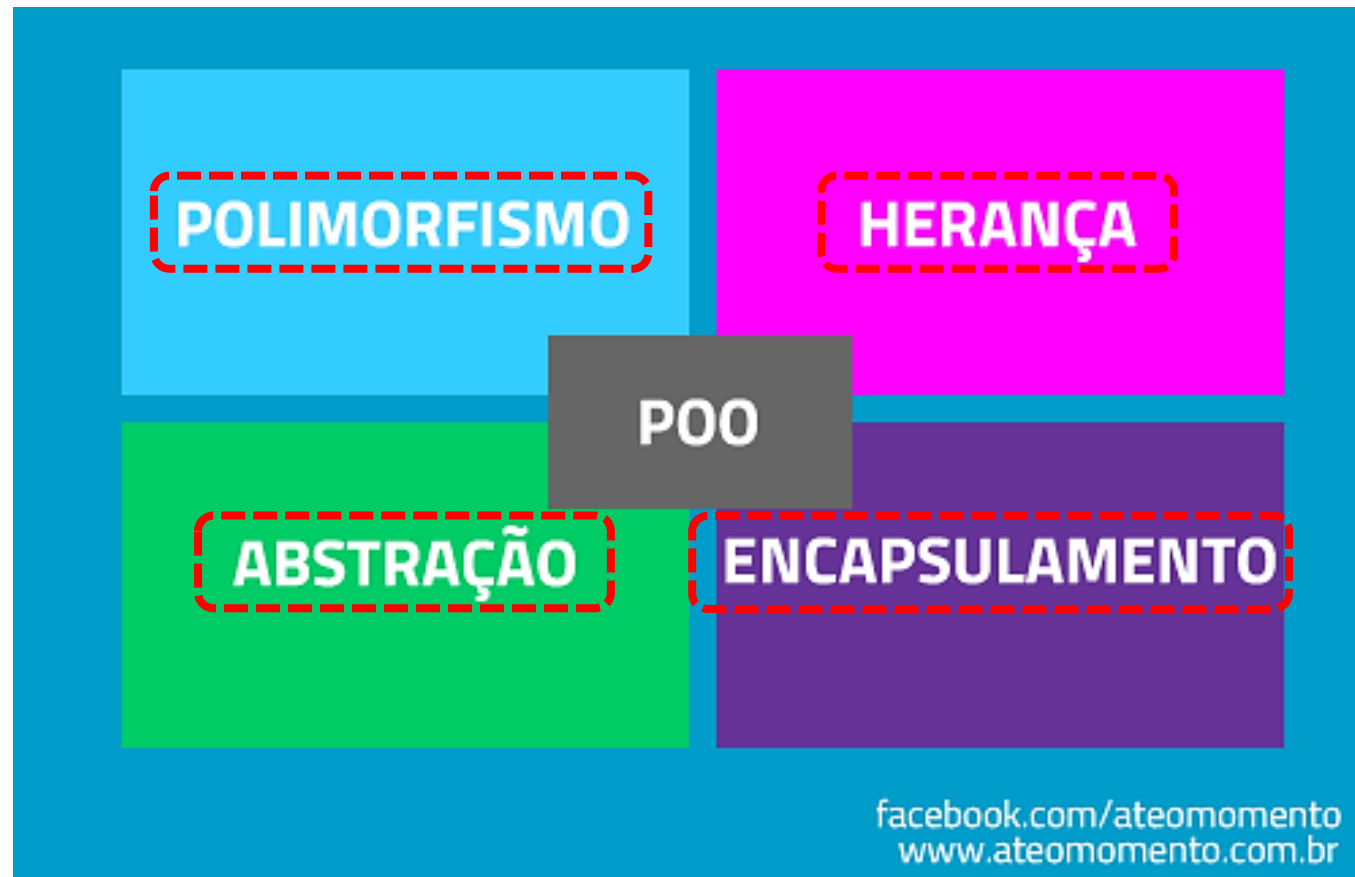 POLIMORFISMO
HERANÇA
POO
ABSTRAÇÃO
ENCAPSULAMENTO
facebook.com/ateomomento
www.ateomomento.com.br